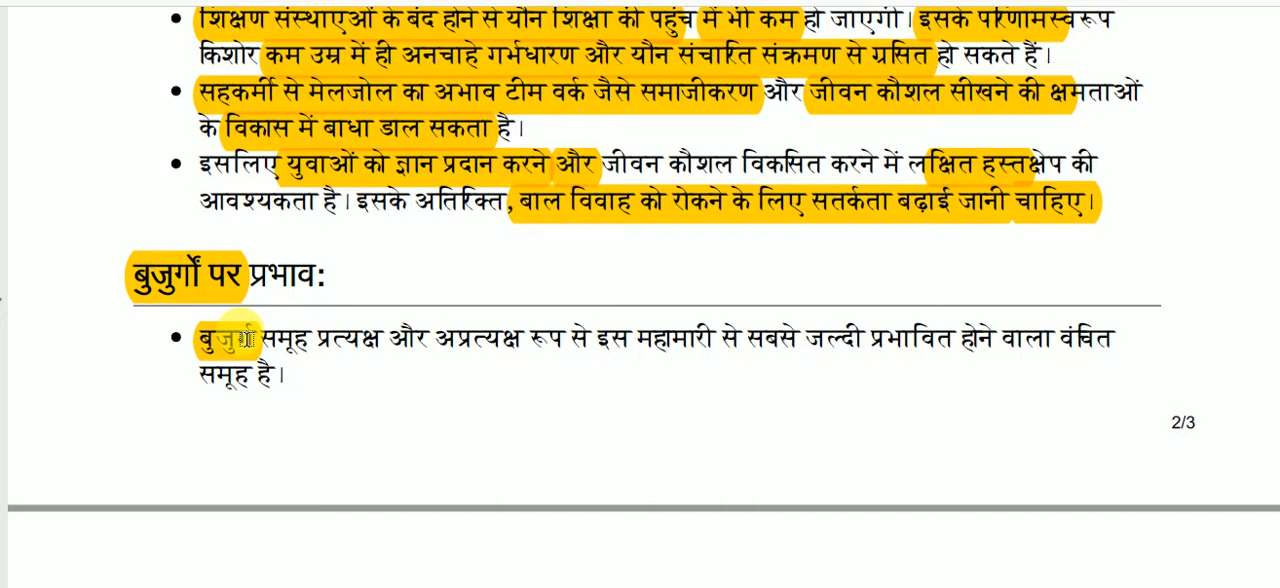 शिक्षण संस्थाएओं के बंद होने से यौन शिक्षा की पहुंच में भी कम हो जाएगी। इसके परिणामस्वरूप
किशोर कम उम्र में ही अनचाहे गर्भधारण और यौन संचारित संक्रमण से ग्रसित हो सकते हैं।
सहकर्मी से मेलजोल का अभाव टीम वर्क जैसे समाजीकरण और जीवन कौशल सीखने की क्षमताओं
के विकास में बाधा डाल सकता है।
इसलिए युवाओं को ज्ञान प्रदान करने और जीवन कौशल विकसित करने में लक्षित हस्तक्षेप की
आवश्यकता है। इसके अतिरिक्त, बाल विवाह को रोकने के लिए सतर्कता बढ़ाई जानी चाहिए।
बुजुर्गों पर प्रभाव:
बुजुर्ग समूह प्रत्यक्ष और अप्रत्यक्ष रूप से इस महामारी से सबसे जल्दी प्रभावित होने वाला वंचित
समूह है।
2/3